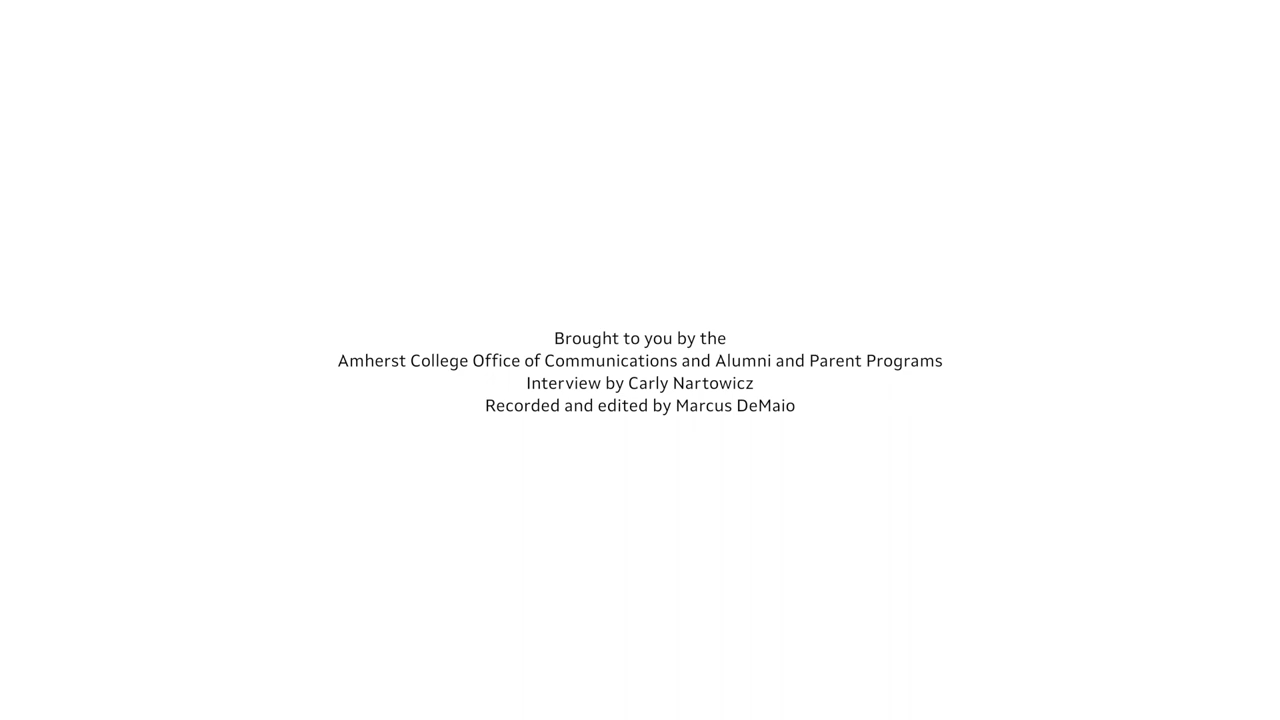 Brought to you by the
Amherst College Office of Communications and Alumni and Parent Programs
Interview by Carly Nartowicz
Recorded and edited by Marcus DeMaio